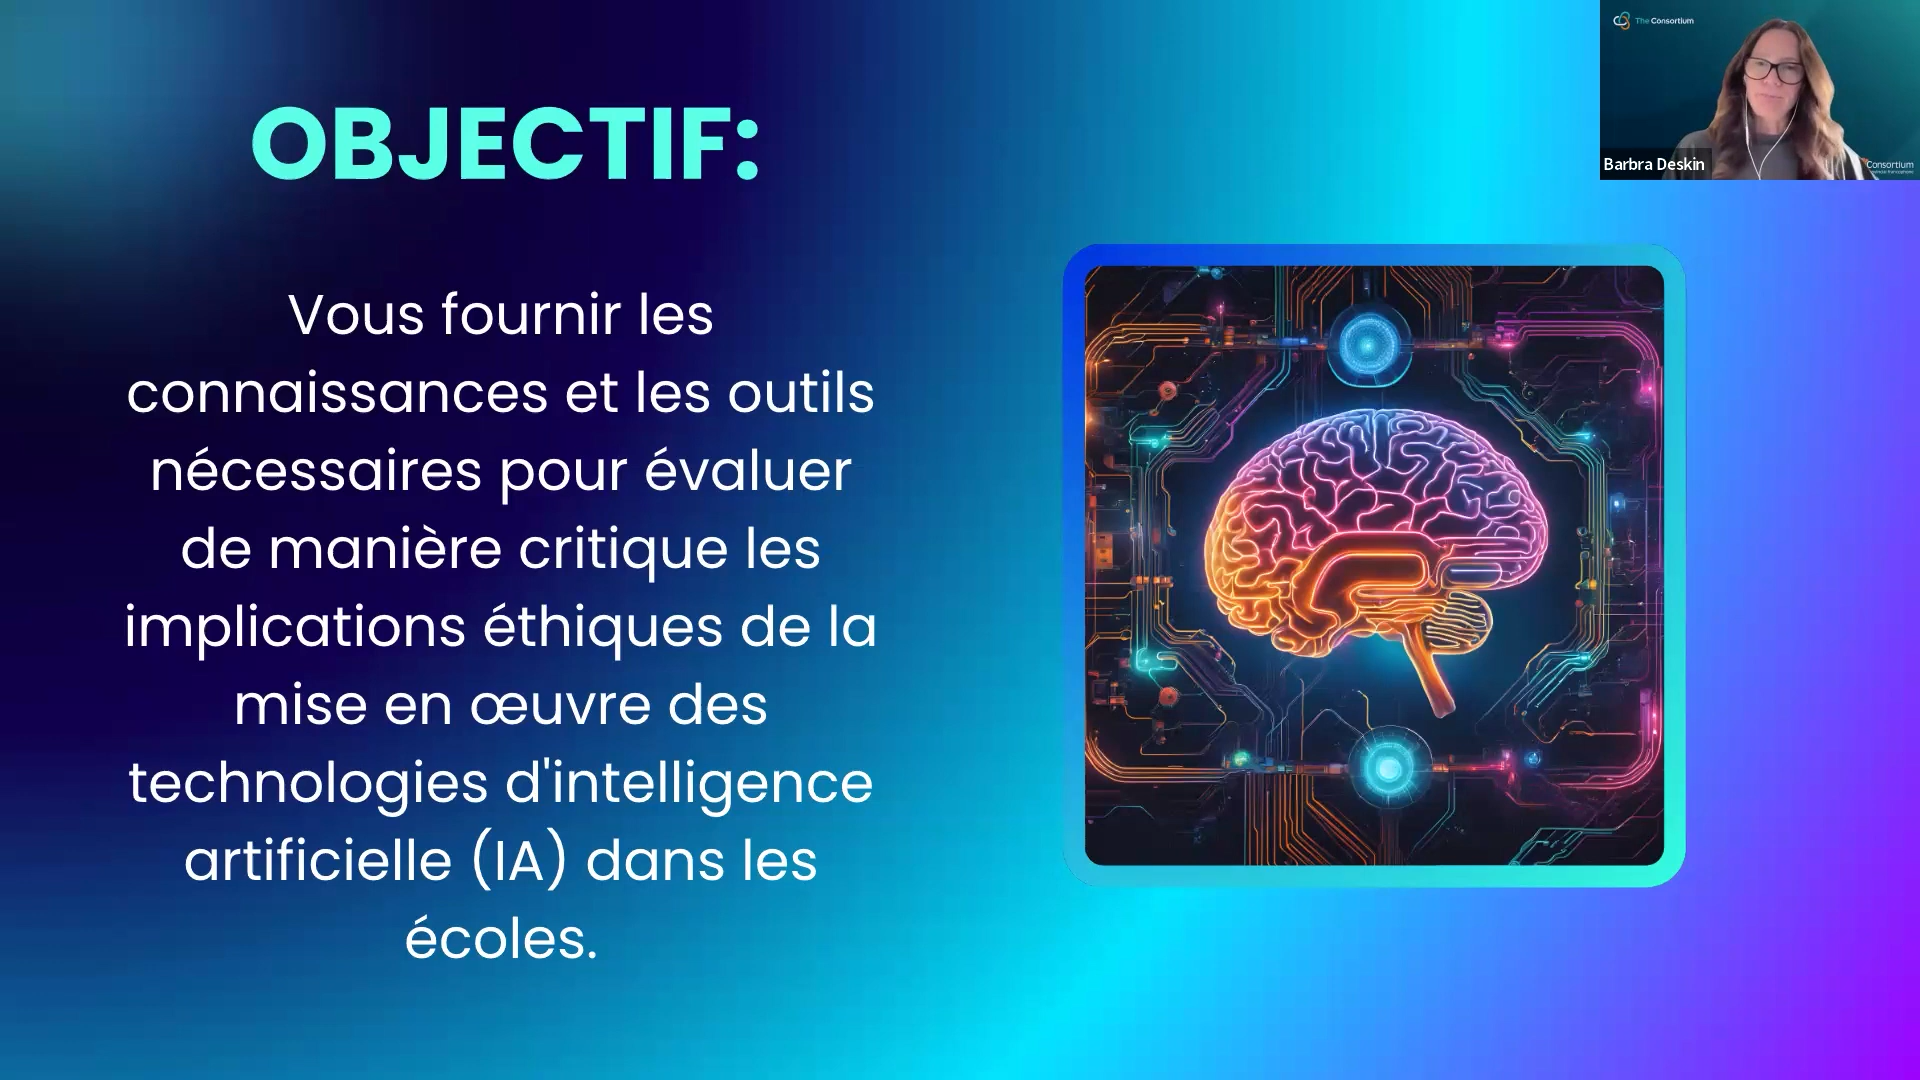 OBJECTIF:
Vous fournir les
connaissances et les outils
nécessaires pour évaluer
de manière critique les
implications éthiques de la
mise en œuvre des
technologies d'intelligence
artificielle (IA) dans les
écoles.
The Consortium
Barbra Deskin
Consortium